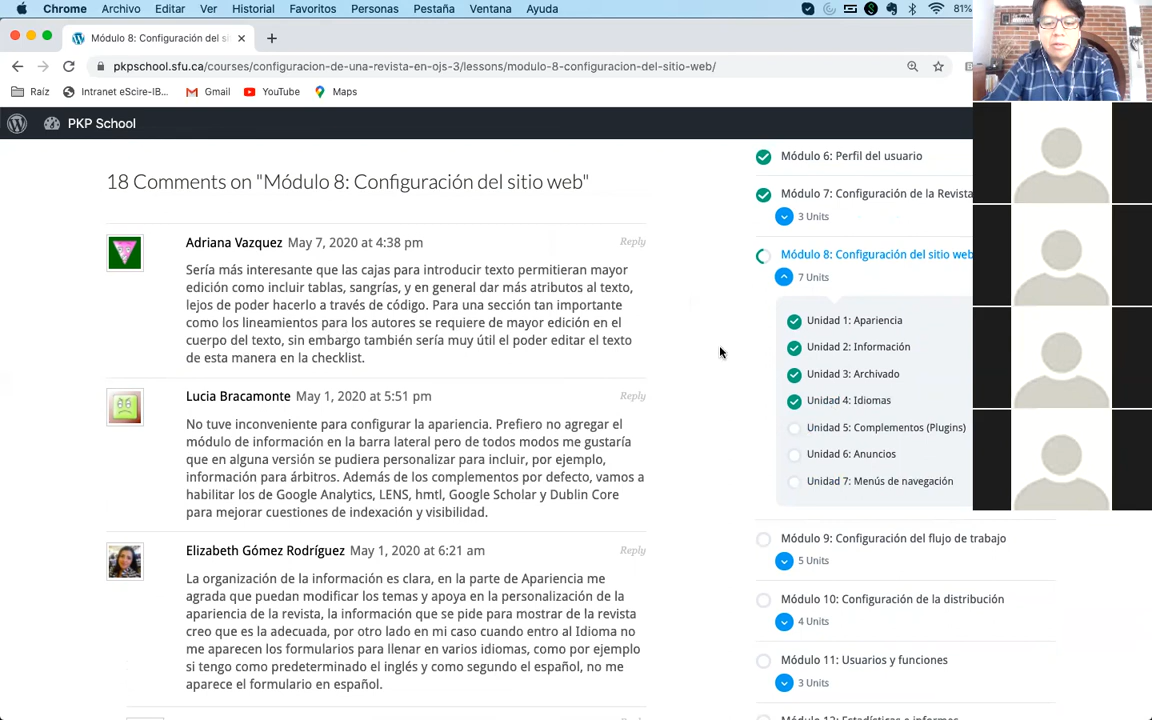 Chrome Archivo Editar Ver Historial Favoritos Personas Pestaña Ventana Ayuda 81%
Módulo 8: Configuración del si
pkpschool.sfu.ca/courses/configuracion-de-una-revista-en-ojs-3/lessons/modulo-8-configuracion-del-sitio-web/
Raíz Intranet eScire-IB... Gmail YouTube Maps
PKP School
18 Comments on "Módulo 8: Configuración del sitio web"
Adriana Vazquez May 7, 2020 at 4:38 pm
Reply
Sería más interesante que las cajas para introducir texto permitieran mayor
edición como incluir tablas, sangrías, y en general dar más atributos al texto,
lejos de poder hacerlo a través de código. Para una sección tan importante
como los lineamientos para los autores se requiere de mayor edición en el
cuerpo del texto, sin embargo también sería muy útil el poder editar el texto
de esta manera en la checklist.
Lucia Bracamonte May 1, 2020 at 5:51 pm
Reply
No tuve inconveniente para configurar la apariencia. Prefiero no agregar el
módulo de información en la barra lateral pero de todos modos me gustaría
que en alguna versión se pudiera personalizar para incluir, por ejemplo,
información para árbitros. Además de los complementos por defecto, vamos a
habilitar los de Google Analytics, LENS, hmtl, Google Scholar y Dublin Core
para mejorar cuestiones de indexación y visibilidad.
Elizabeth Gómez Rodríguez May 1, 2020 at 6:21 am
Reply
La organización de la información es clara, en la parte de Apariencia me
agrada que puedan modificar los temas y apoya en la personalización de la
apariencia de la revista, la información que se pide para mostrar de la revista
creo que es la adecuada, por otro lado en mi caso cuando entro al Idioma no
me aparecen los formularios para llenar en varios idiomas, como por ejemplo
si tengo como predeterminado el inglés y como segundo el español, no me
aparece el formulario en español.
Módulo 6: Perfil del usuario
Módulo 7: Configuración de la Revista
3 Units
Módulo 8: Configuración del sitio web
7 Units
Unidad 1: Apariencia
Unidad 2: Información
Unidad 3: Archivado
Unidad 4: Idiomas
Unidad 5: Complementos (Plugins)
Unidad 6: Anuncios
Unidad 7: Menús de navegación
Módulo 9: Configuración del flujo de trabajo
5 Units
Módulo 10: Configuración de la distribución
4 Units
Módulo 11: Usuarios y funciones
3 Units
Módulo 12: Estadísticas e informes